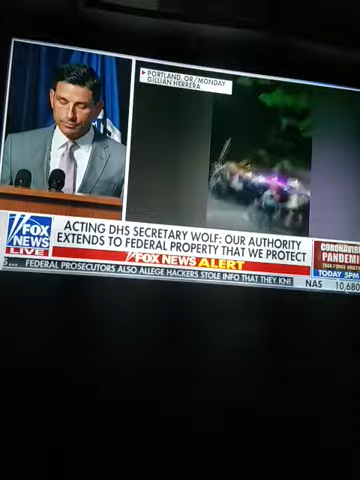 ▸ PORTLAND, OR/MONDAY
GILLIAN HERRERA
FOX
NEWS
LIVE
ACTING DHS SECRETARY WOLF: OUR AUTHORITY
EXTENDS TO FEDERAL PROPERTY THAT WE PROTECT
FOX NEWS ALERT
CORONAVIR
PANDEMI
TODAY 5PM
S... FEDERAL PROSECUTORS ALSO ALLEGE HACKERS STOLE INFO THAT THEY KNE
NAS 10,680